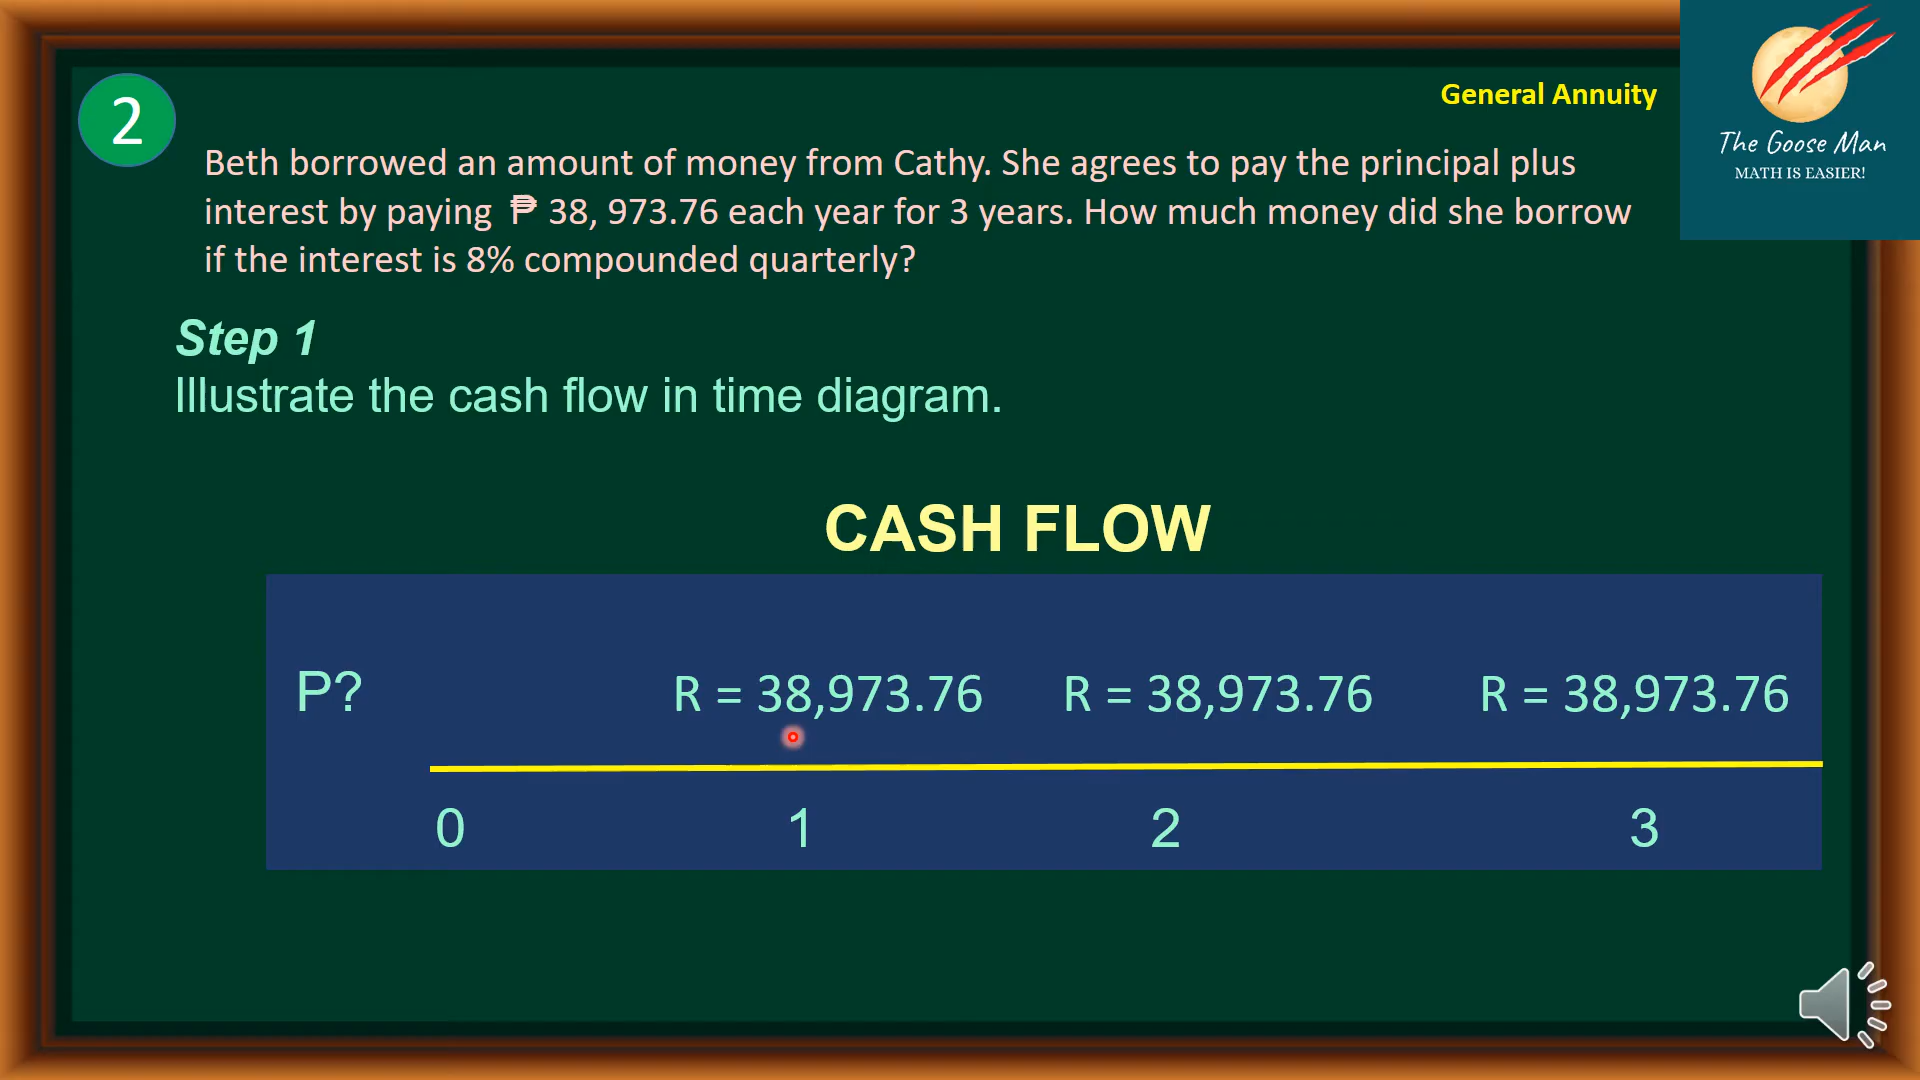 2
General Annuity
The Goose Man
MATH IS EASIER!
Beth borrowed an amount of money from Cathy. She agrees to pay the principal plus
interest by paying ₱ 38, 973.76 each year for 3 years. How much money did she borrow
if the interest is 8% compounded quarterly?
Step 1
Illustrate the cash flow in time diagram.
CASH FLOW
P? R = 38,973.76 R = 38,973.76 R = 38,973.76
0 1 2 3